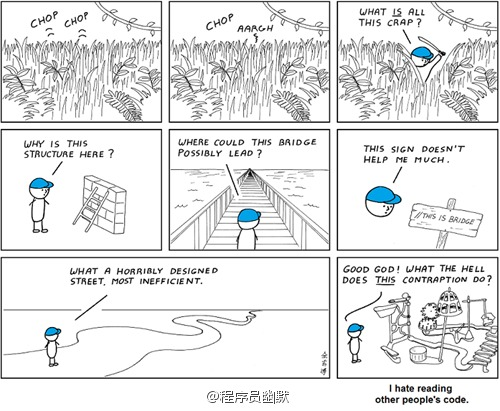 CHOP
CHOP
CHOP
AARGH
CHOP
WHAT IS ALL
THIS CRAP?
WHY IS THIS
STRUCTURE HERE?
WHERE COULD THIS BRIDGE
POSSIBLY LEAD?
THIS SIGN DOESN'T
HELP ME MUCH.
//THIS IS BRIDGE
WHAT A HORRIBLY DESIGNED
STREET. MOST INEFFICIENT.
GOOD GOD! WHAT THE HELL
DOES THIS CONTRAPTION DO?
I hate reading
other people's code.
@程序员幽默